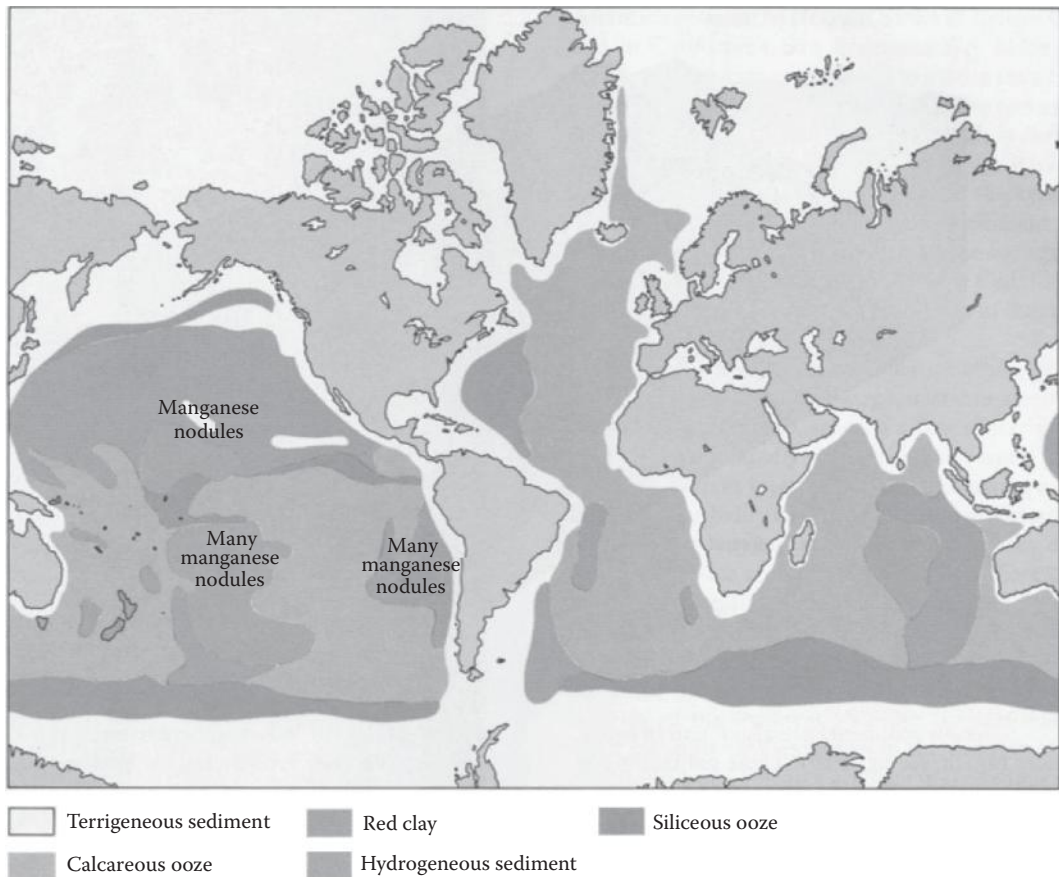 Manganese
nodules
Many
manganese
nodules
Many
manganese
nodules
Terrigeneous sediment
Red clay
Siliceous ooze
Calcareous ooze
Hydrogeneous sediment